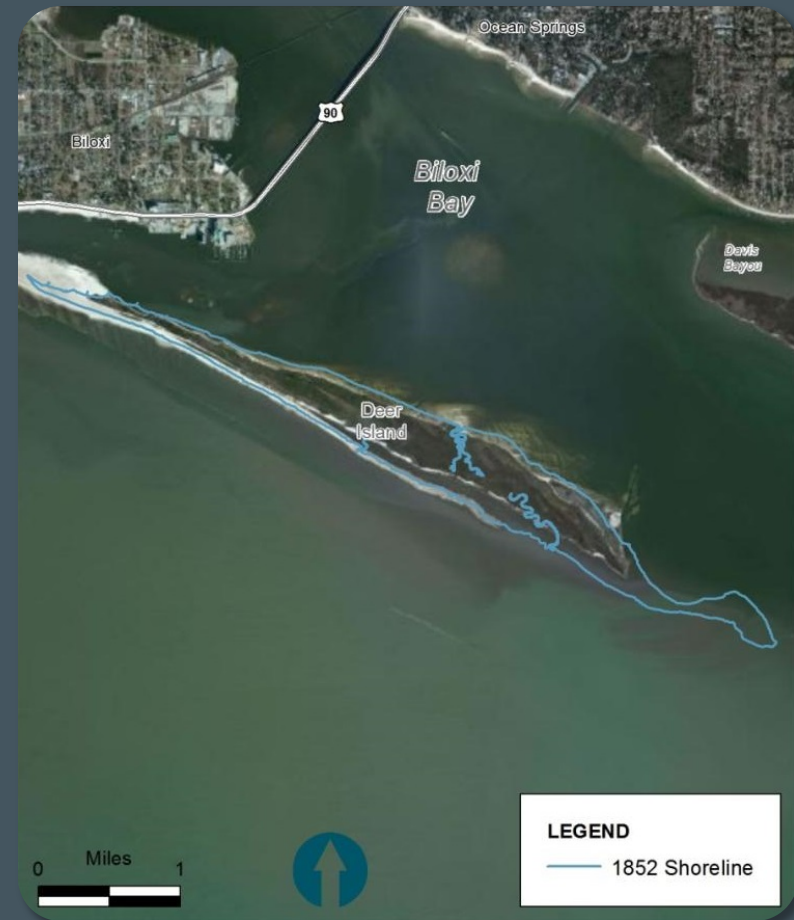 Ocean Springs
90
Biloxi
Biloxi
Bay
Davis
Bayou
Deer
Island
LEGEND
1852 Shoreline
Miles
0 1